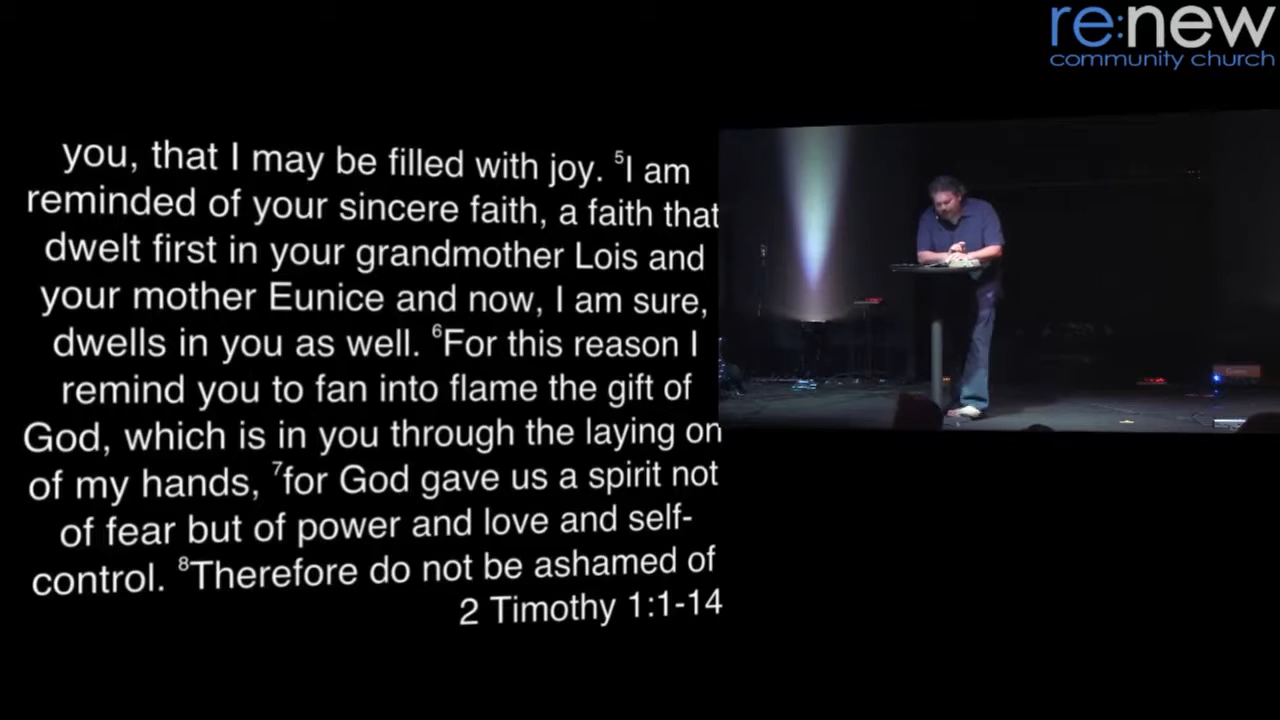 re:new
community church
you, that I may be filled with joy. ⁵I am
reminded of your sincere faith, a faith that
dwelt first in your grandmother Lois and
your mother Eunice and now, I am sure,
dwells in you as well. ⁶For this reason I
remind you to fan into flame the gift of
God, which is in you through the laying on
of my hands, ⁷for God gave us a spirit not
of fear but of power and love and self-
control. ⁸Therefore do not be ashamed of
2 Timothy 1:1-14